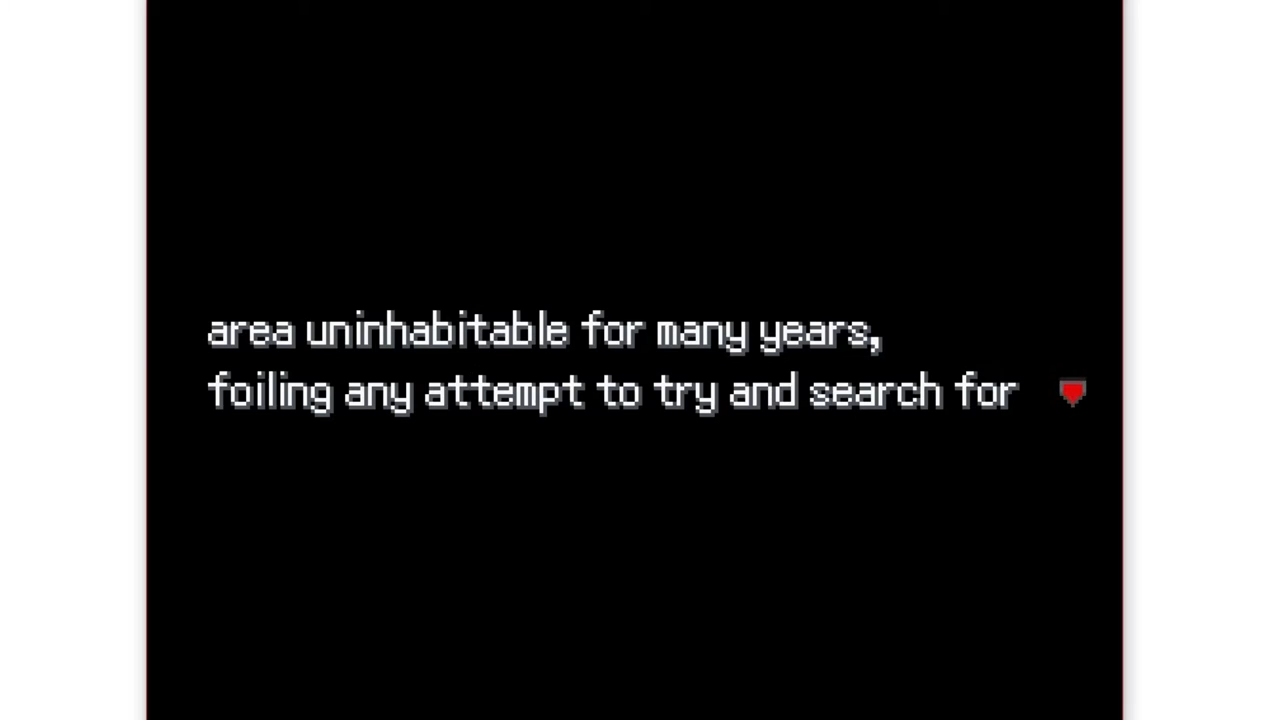 area uninhabitable for many years,
foiling any attempt to try and search for